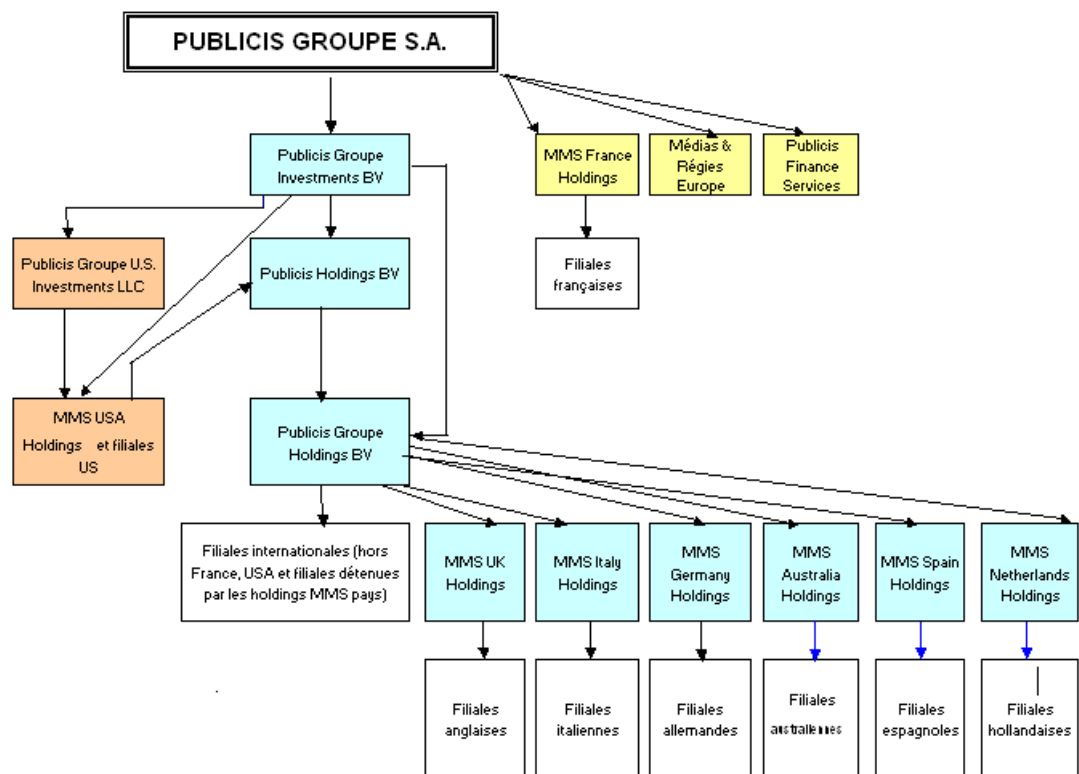 PUBLICIS GROUPE S.A.
Publicis Groupe
Investments BV
MMS France
Holdings
Médias &
Régies
Europe
Publicis
Finance
Services
Publicis Groupe U.S.
Investments LLC
Publicis Holdings BV
Filiales
françaises
MMS USA
Holdings et filiales
US
Publicis Groupe
Holdings BV
Filiales internationales (hors
France, USA et filiales détenues
par les holdings MMS pays)
MMS UK
Holdings
MMS Italy
Holdings
MMS
Germany
Holdings
MMS
Australia
Holdings
MMS Spain
Holdings
MMS
Netherlands
Holdings
Filiales
anglaises
Filiales
italiennes
Filiales
allemandes
Filiales
australiennes
Filiales
espagnoles
Filiales
hollandaises